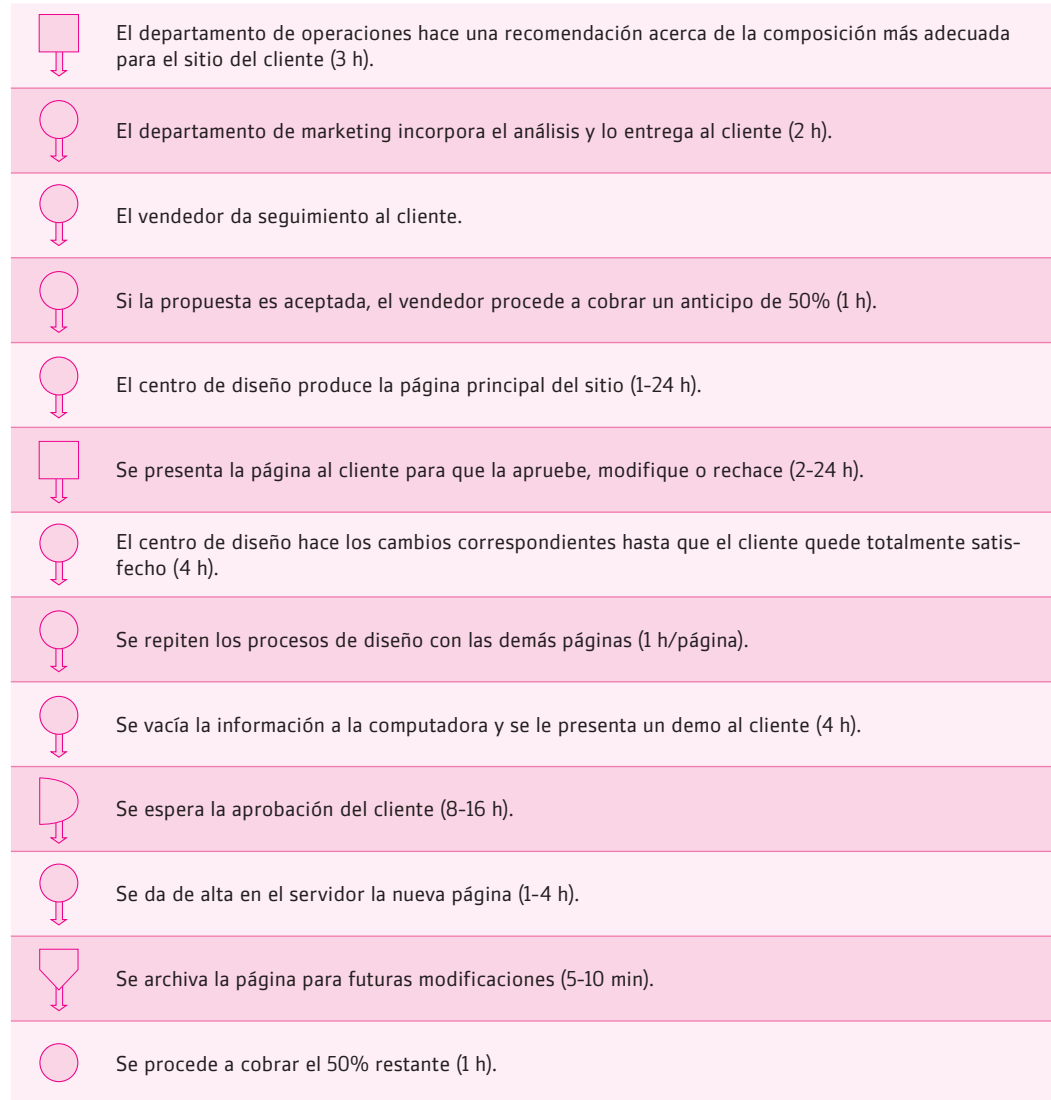 El departamento de operaciones hace una recomendación acerca de la composición más adecuada
para el sitio del cliente (3 h).
El departamento de marketing incorpora el análisis y lo entrega al cliente (2 h).
El vendedor da seguimiento al cliente.
Si la propuesta es aceptada, el vendedor procede a cobrar un anticipo de 50% (1 h).
El centro de diseño produce la página principal del sitio (1-24 h).
Se presenta la página al cliente para que la apruebe, modifique o rechace (2-24 h).
El centro de diseño hace los cambios correspondientes hasta que el cliente quede totalmente satis-
fecho (4 h).
Se repiten los procesos de diseño con las demás páginas (1 h/página).
Se vacía la información a la computadora y se le presenta un demo al cliente (4 h).
Se espera la aprobación del cliente (8-16 h).
Se da de alta en el servidor la nueva página (1-4 h).
Se archiva la página para futuras modificaciones (5-10 min).
Se procede a cobrar el 50% restante (1 h).